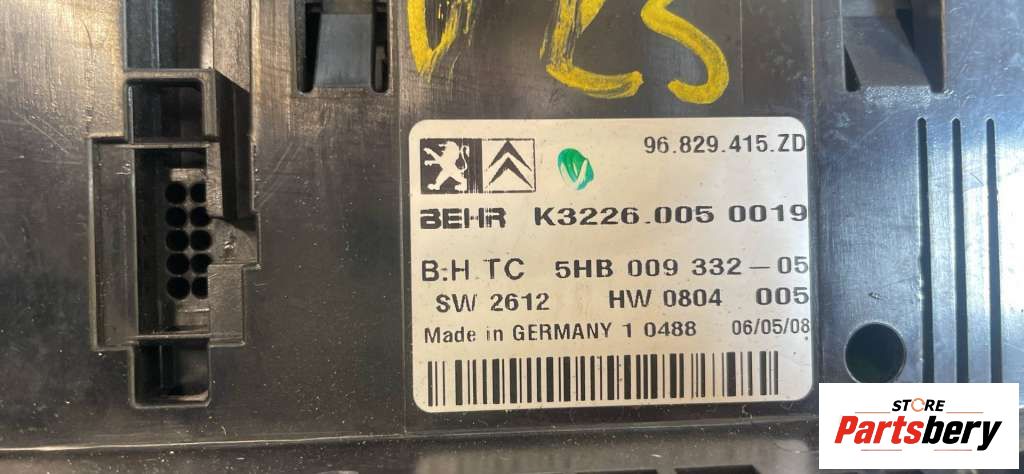 96.829.415.ZD
BEHR K3226.005 0019
B:H.TC 5HB 009 332-05
SW 2612 HW 0804 005
Made in GERMANY 1 0488 06/05/08
STORE
Partsbery